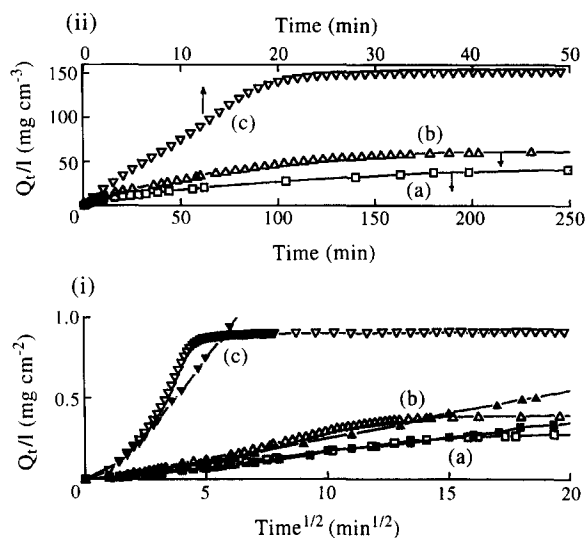 (ii)
Time (min)
0 10 20 30 40 50
150
100
50
0
Q_t/l (mg cm⁻³)
(c)
(b)
(a)
0 50 100 150 200 250
Time (min)
(i)
1.0
0.5
0.0
Q_t/l (mg cm⁻²)
(c)
(b)
(a)
0 5 10 15 20
Time^1/2 (min^1/2)